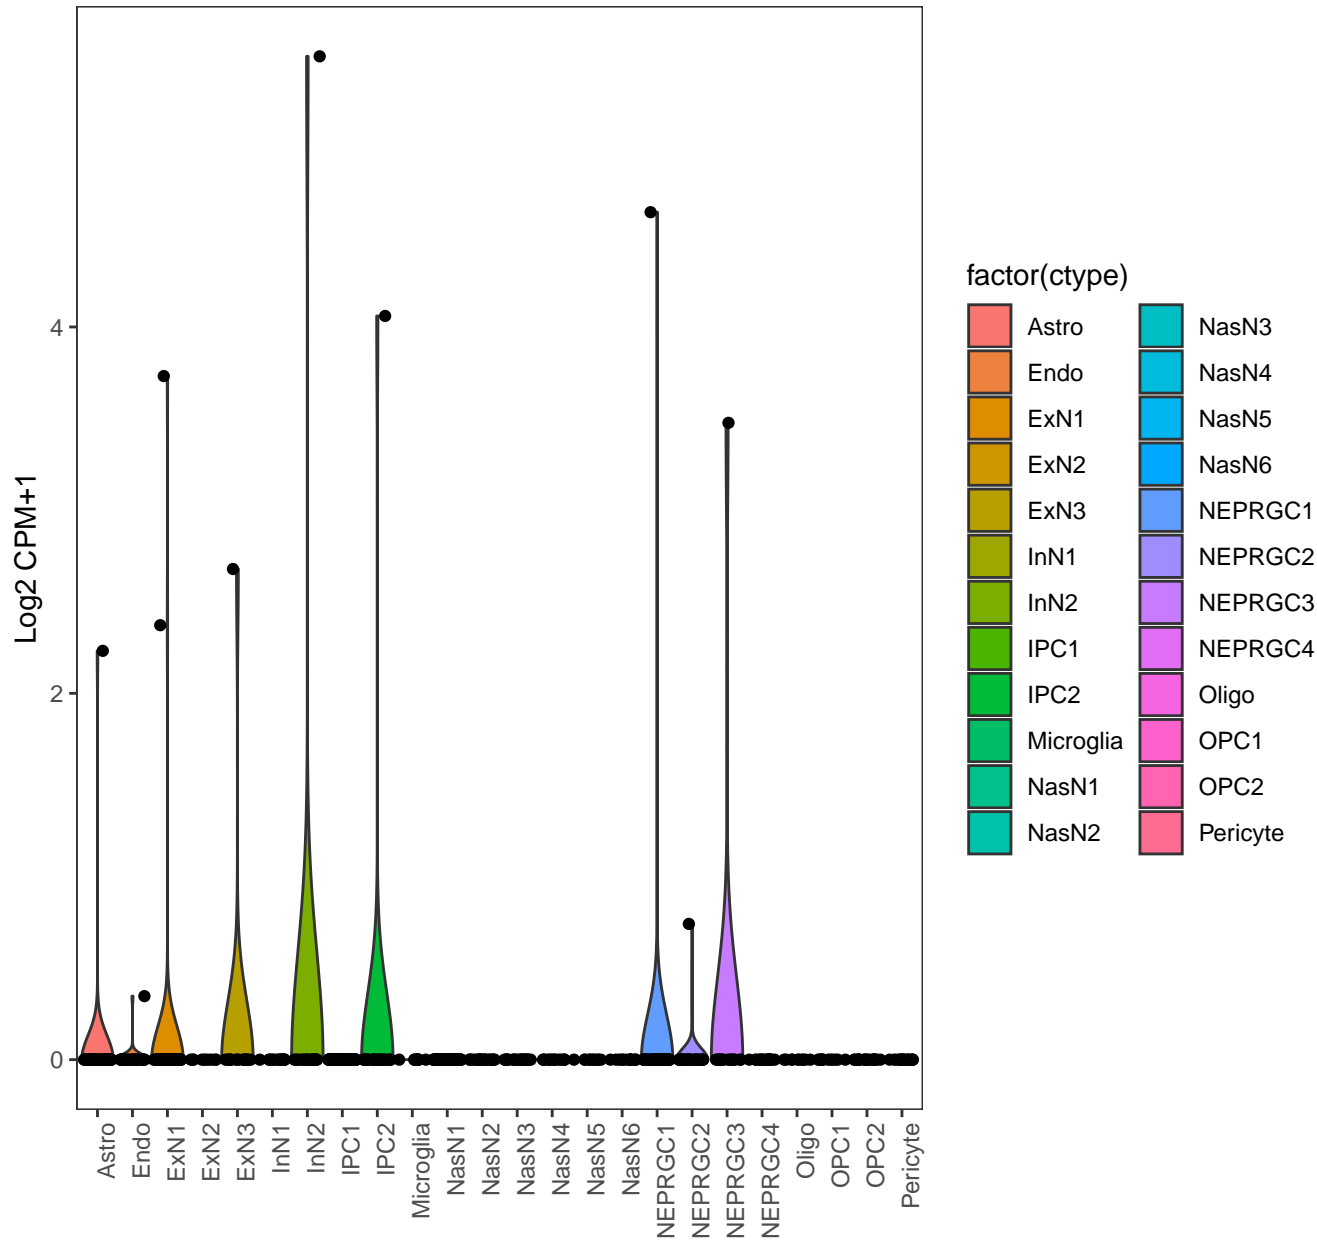 Log2 CPM+1
4
2
0
Astro
Endo
ExN1
ExN2
ExN3
InN1
InN2
IPC1
IPC2
Microglia
NasN1
NasN2
NasN3
NasN4
NasN5
NasN6
NEPRGC1
NEPRGC2
NEPRGC3
NEPRGC4
Oligo
OPC1
OPC2
Pericyte
factor(ctype)
Astro
Endo
ExN1
ExN2
ExN3
InN1
InN2
IPC1
IPC2
Microglia
NasN1
NasN2
NasN3
NasN4
NasN5
NasN6
NEPRGC1
NEPRGC2
NEPRGC3
NEPRGC4
Oligo
OPC1
OPC2
Pericyte